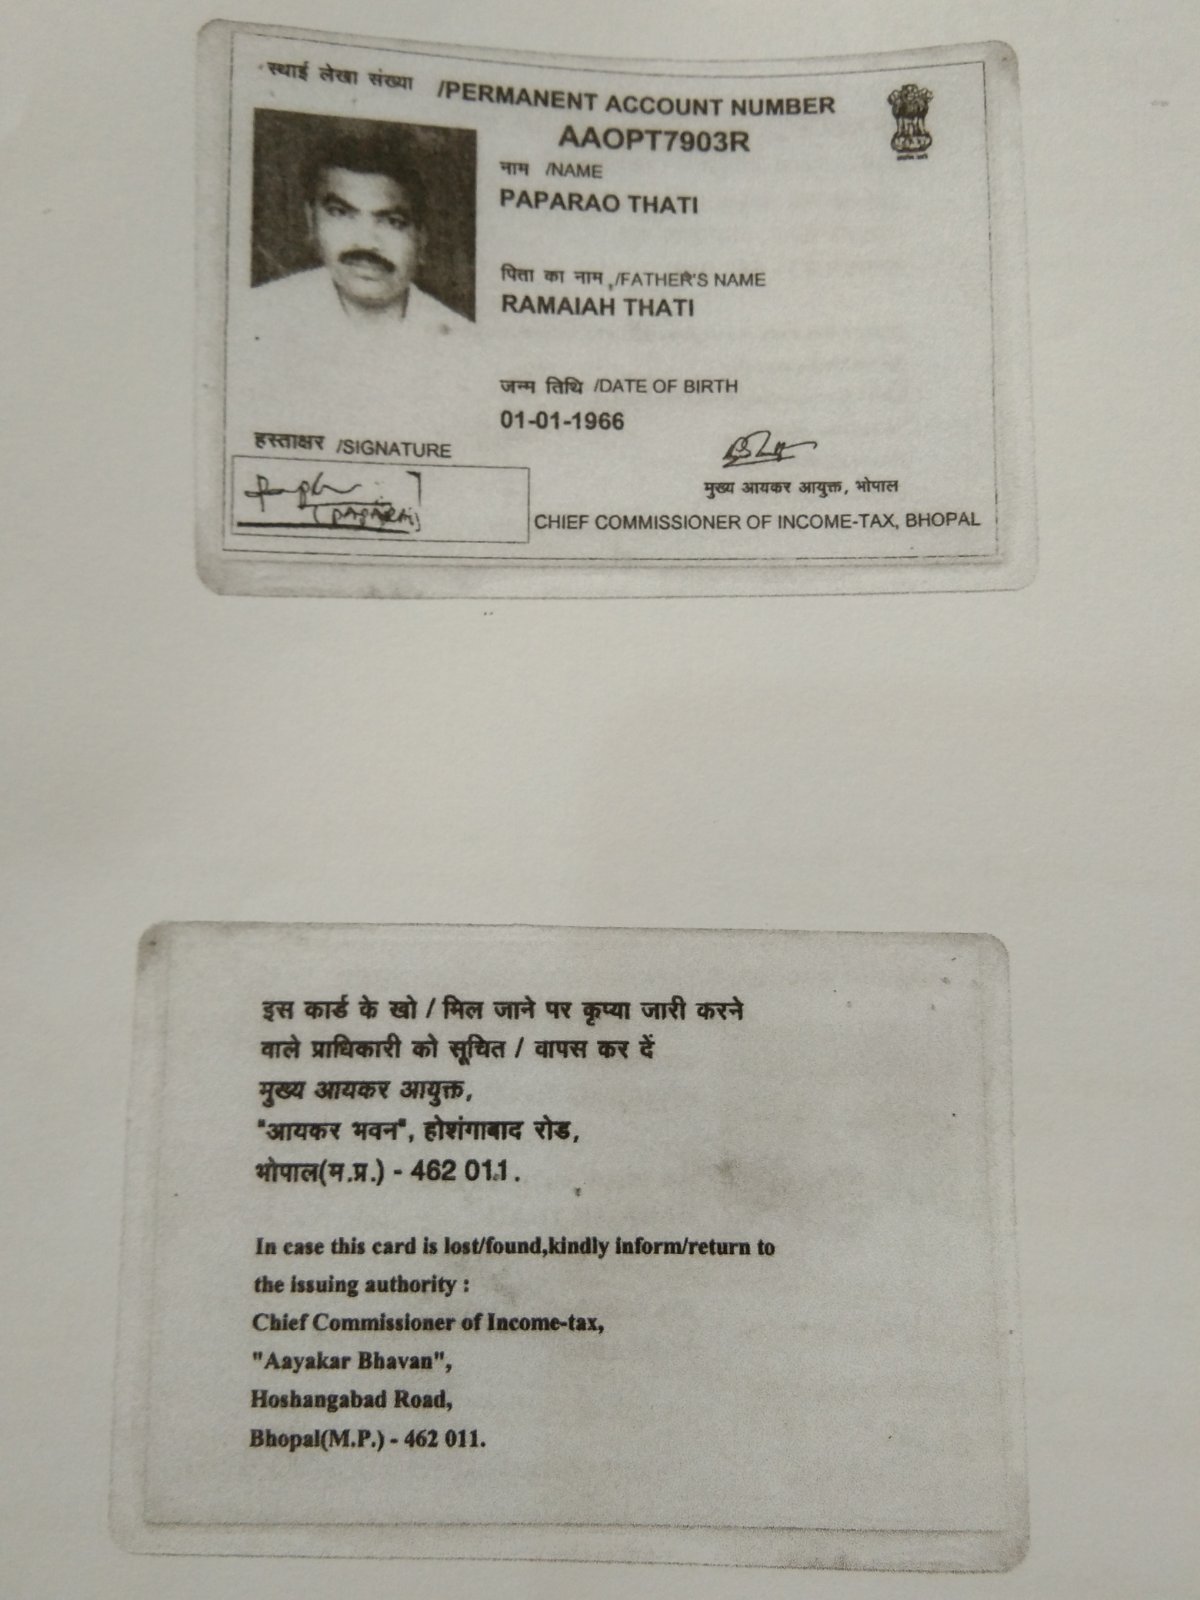 स्थाई लेखा संख्या /PERMANENT ACCOUNT NUMBER
AAOPT7903R
नाम /NAME
PAPARAO THATI
पिता का नाम /FATHER'S NAME
RAMAIAH THATI
जन्म तिथि /DATE OF BIRTH
01-01-1966
हस्ताक्षर /SIGNATURE
मुख्य आयकर आयुक्त, भोपाल
CHIEF COMMISSIONER OF INCOME-TAX, BHOPAL
इस कार्ड के खो / मिल जाने पर कृप्या जारी करने
वाले प्राधिकारी को सूचित / वापस कर दें
मुख्य आयकर आयुक्त,
"आयकर भवन", होशंगाबाद रोड,
भोपाल(म.प्र.) - 462 011.
In case this card is lost/found,kindly inform/return to
the issuing authority :
Chief Commissioner of Income-tax,
"Aayakar Bhavan",
Hoshangabad Road,
Bhopal(M.P.) - 462 011.